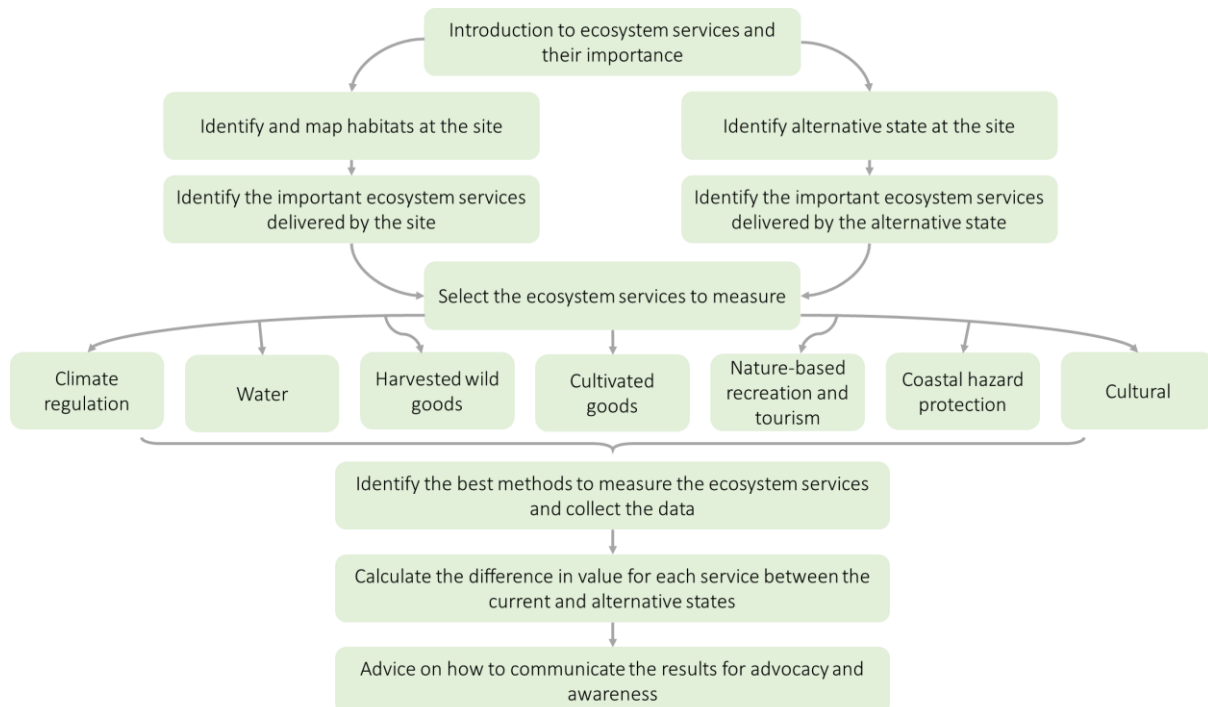 Introduction to ecosystem services and
their importance
Identify and map habitats at the site
Identify alternative state at the site
Identify the important ecosystem services
delivered by the site
Identify the important ecosystem services
delivered by the alternative state
Select the ecosystem services to measure
Climate
regulation
Water
Harvested wild
goods
Cultivated
goods
Nature-based
recreation and
tourism
Coastal hazard
protection
Cultural
Identify the best methods to measure the ecosystem services
and collect the data
Calculate the difference in value for each service between the
current and alternative states
Advice on how to communicate the results for advocacy and
awareness